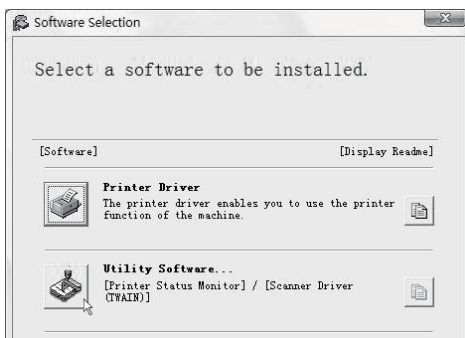 Software Selection
Select a software to be installed.
[Software] [Display Readme]
Printer Driver
The printer driver enables you to use the printer
function of the machine.
Utility Software...
[Printer Status Monitor] / [Scanner Driver
(TWAIN)]